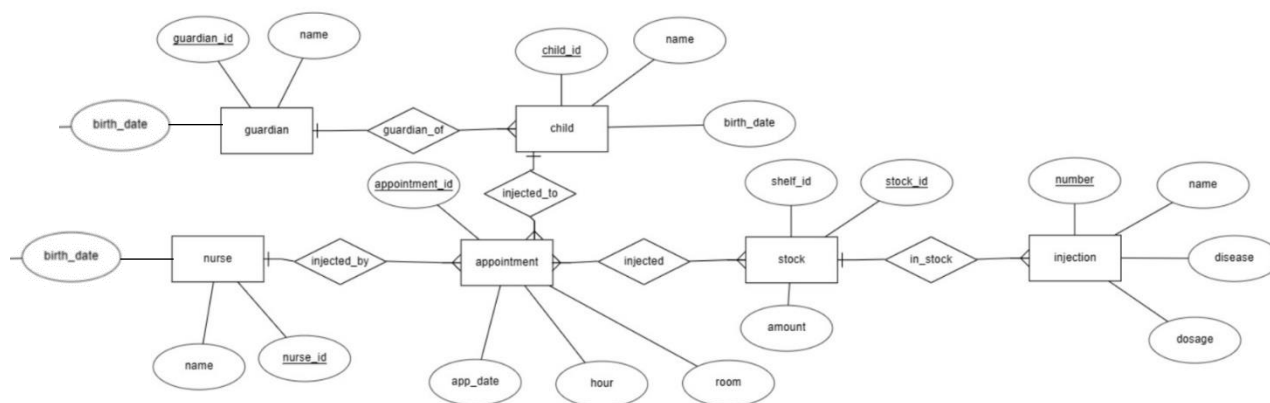 guardian_id
name
birth_date
guardian
guardian_of
child_id
name
child
birth_date
appointment_id
injected_to
shelf_id
stock_id
number
name
birth_date
nurse
injected_by
appointment
injected
stock
in_stock
injection
disease
amount
dosage
name
nurse_id
app_date
hour
room